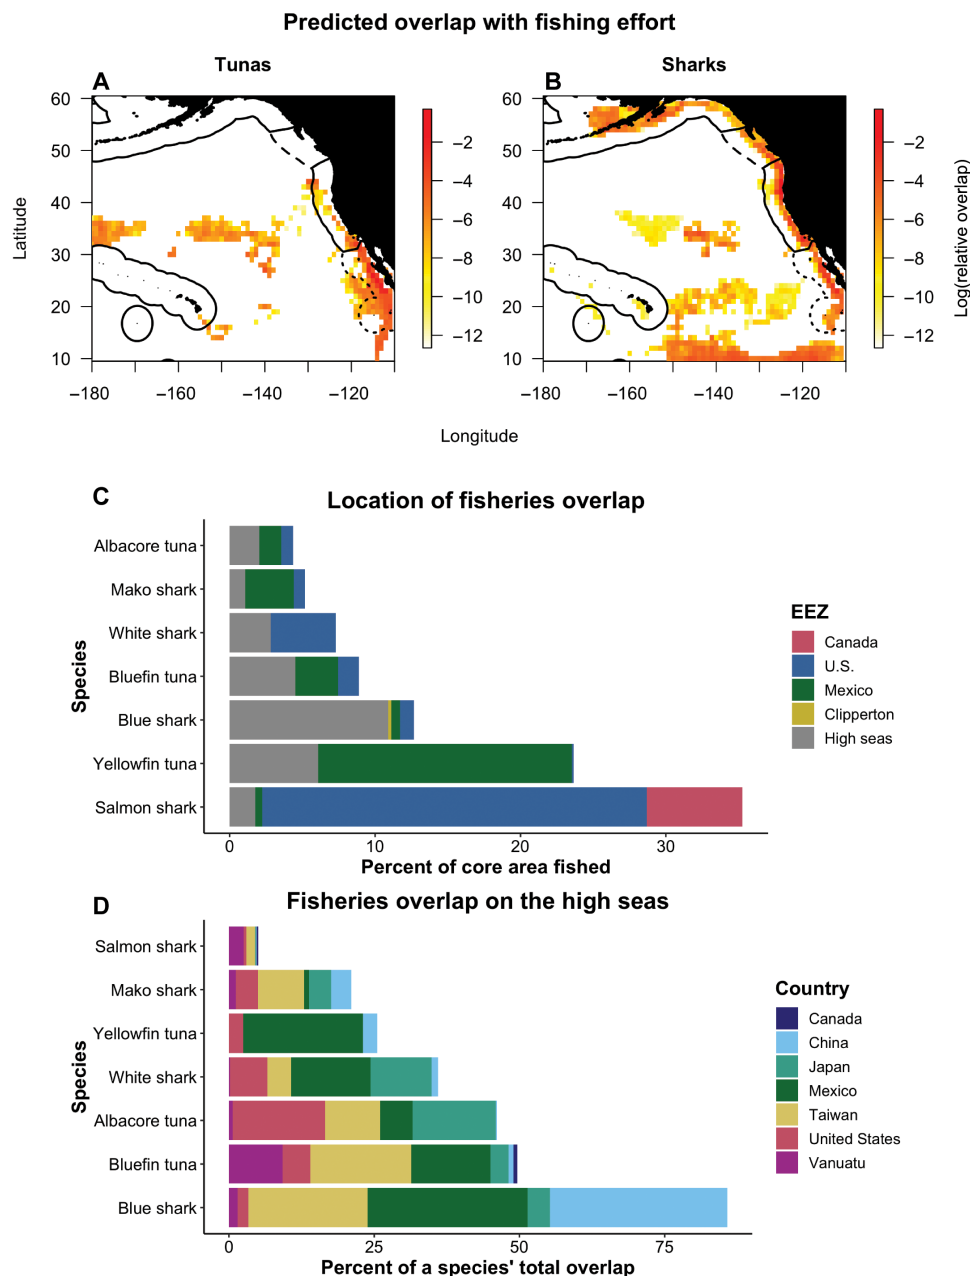 Predicted overlap with fishing effort
A
Tunas
B
Sharks
60
50
40
30
20
10
Latitude
−180
−160
−140
−120
−2
−4
−6
−8
−10
−12
60
50
40
30
20
10
−180
−160
−140
−120
−2
−4
−6
−8
−10
−12
Log(relative overlap)
Longitude
C
Location of fisheries overlap
Species
Albacore tuna
Mako shark
White shark
Bluefin tuna
Blue shark
Yellowfin tuna
Salmon shark
0
10
20
30
Percent of core area fished
EEZ
Canada
U.S.
Mexico
Clipperton
High seas
D
Fisheries overlap on the high seas
Species
Salmon shark
Mako shark
Yellowfin tuna
White shark
Albacore tuna
Bluefin tuna
Blue shark
0
25
50
75
Percent of a species' total overlap
Country
Canada
China
Japan
Mexico
Taiwan
United States
Vanuatu